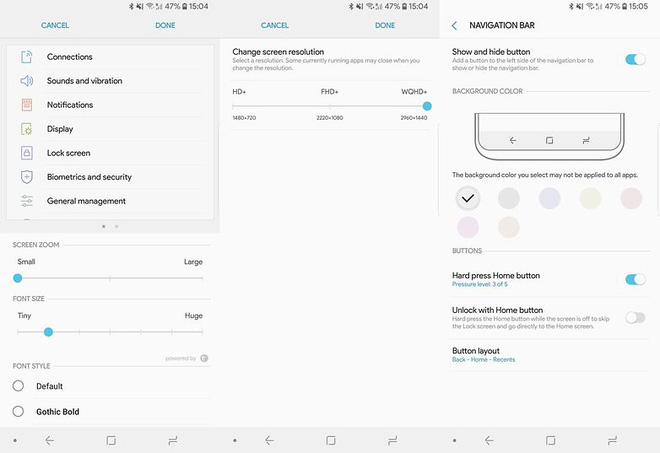 47% 15:04
CANCEL DONE
Connections
Sounds and vibration
Notifications
Display
Lock screen
Biometrics and security
General management
SCREEN ZOOM
Small Large
FONT SIZE
Tiny Huge
powered by
FONT STYLE
Default
Gothic Bold
47% 15:04
CANCEL DONE
Change screen resolution
Select a resolution. Some currently running apps may close when you
change the resolution.
HD+ FHD+ WQHD+
1480×720 2220×1080 2960×1440
47% 15:05
NAVIGATION BAR
Show and hide button
Add a button to the left side of the navigation bar to
show or hide the navigation bar.
BACKGROUND COLOR
The background color you select may not be applied to all apps.
BUTTONS
Hard press Home button
Pressure level: 3 of 5
Unlock with Home button
Hard press the Home button while the screen is off to skip
the Lock screen and go directly to the Home screen.
Button layout
Back - Home - Recents